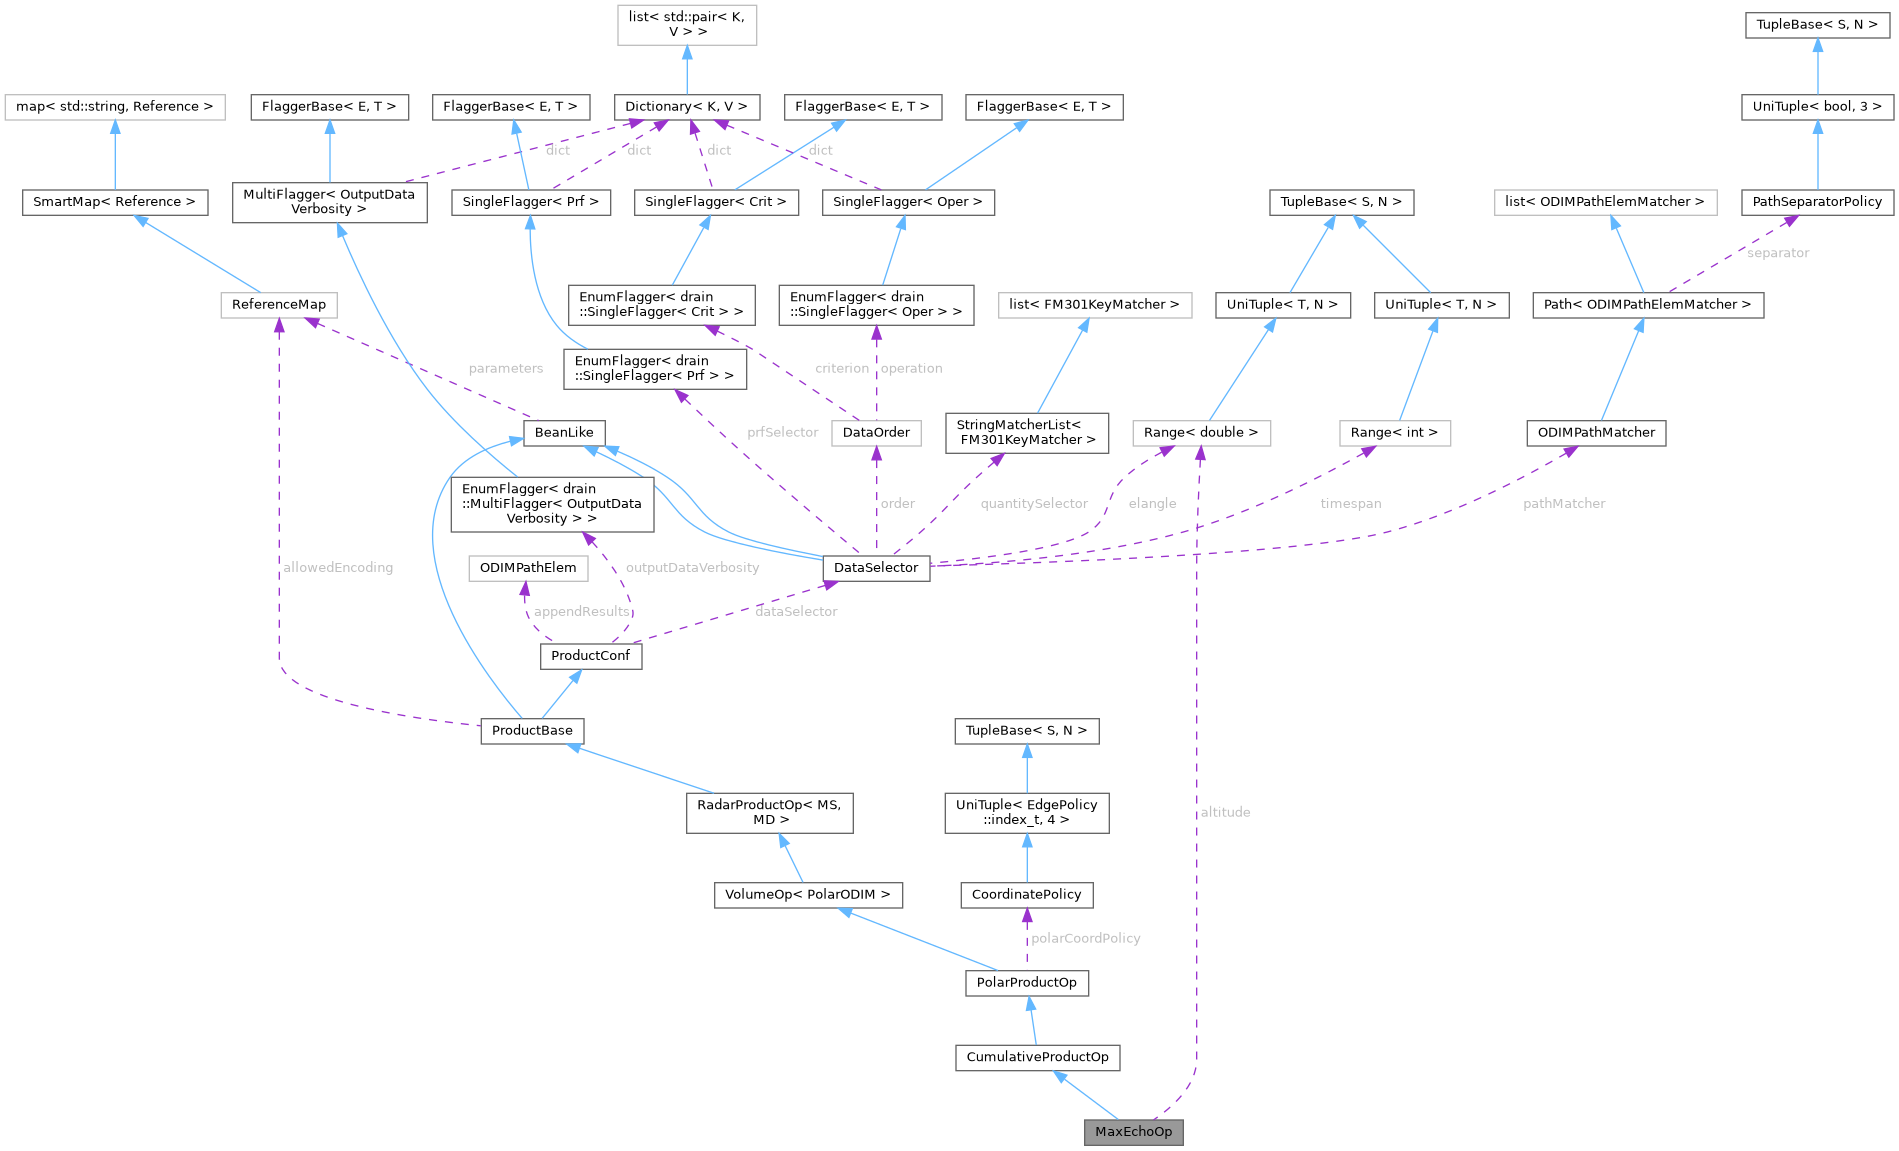 list< std::pair< K,
V > >
TupleBase< S, N >
map< std::string, Reference >
FlaggerBase< E, T >
FlaggerBase< E, T >
Dictionary< K, V >
FlaggerBase< E, T >
FlaggerBase< E, T >
UniTuple< bool, 3 >
dict
dict
dict
dict
SmartMap< Reference >
MultiFlagger< OutputData
Verbosity >
SingleFlagger< Prf >
SingleFlagger< Crit >
SingleFlagger< Oper >
TupleBase< S, N >
list< ODIMPathElemMatcher >
PathSeparatorPolicy
separator
ReferenceMap
EnumFlagger< drain
::SingleFlagger< Crit > >
EnumFlagger< drain
::SingleFlagger< Oper > >
list< FM301KeyMatcher >
UniTuple< T, N >
UniTuple< T, N >
Path< ODIMPathElemMatcher >
EnumFlagger< drain
::SingleFlagger< Prf > >
parameters
criterion
operation
BeanLike
prfSelector
DataOrder
StringMatcherList<
FM301KeyMatcher >
Range< double >
Range< int >
ODIMPathMatcher
EnumFlagger< drain
::MultiFlagger< OutputData
Verbosity > >
order
quantitySelector
elangle
timespan
pathMatcher
allowedEncoding
ODIMPathElem
outputDataVerbosity
DataSelector
appendResults
dataSelector
ProductConf
ProductBase
TupleBase< S, N >
RadarProductOp< MS,
MD >
UniTuple< EdgePolicy
::index_t, 4 >
altitude
VolumeOp< PolarODIM >
CoordinatePolicy
polarCoordPolicy
PolarProductOp
CumulativeProductOp
MaxEchoOp